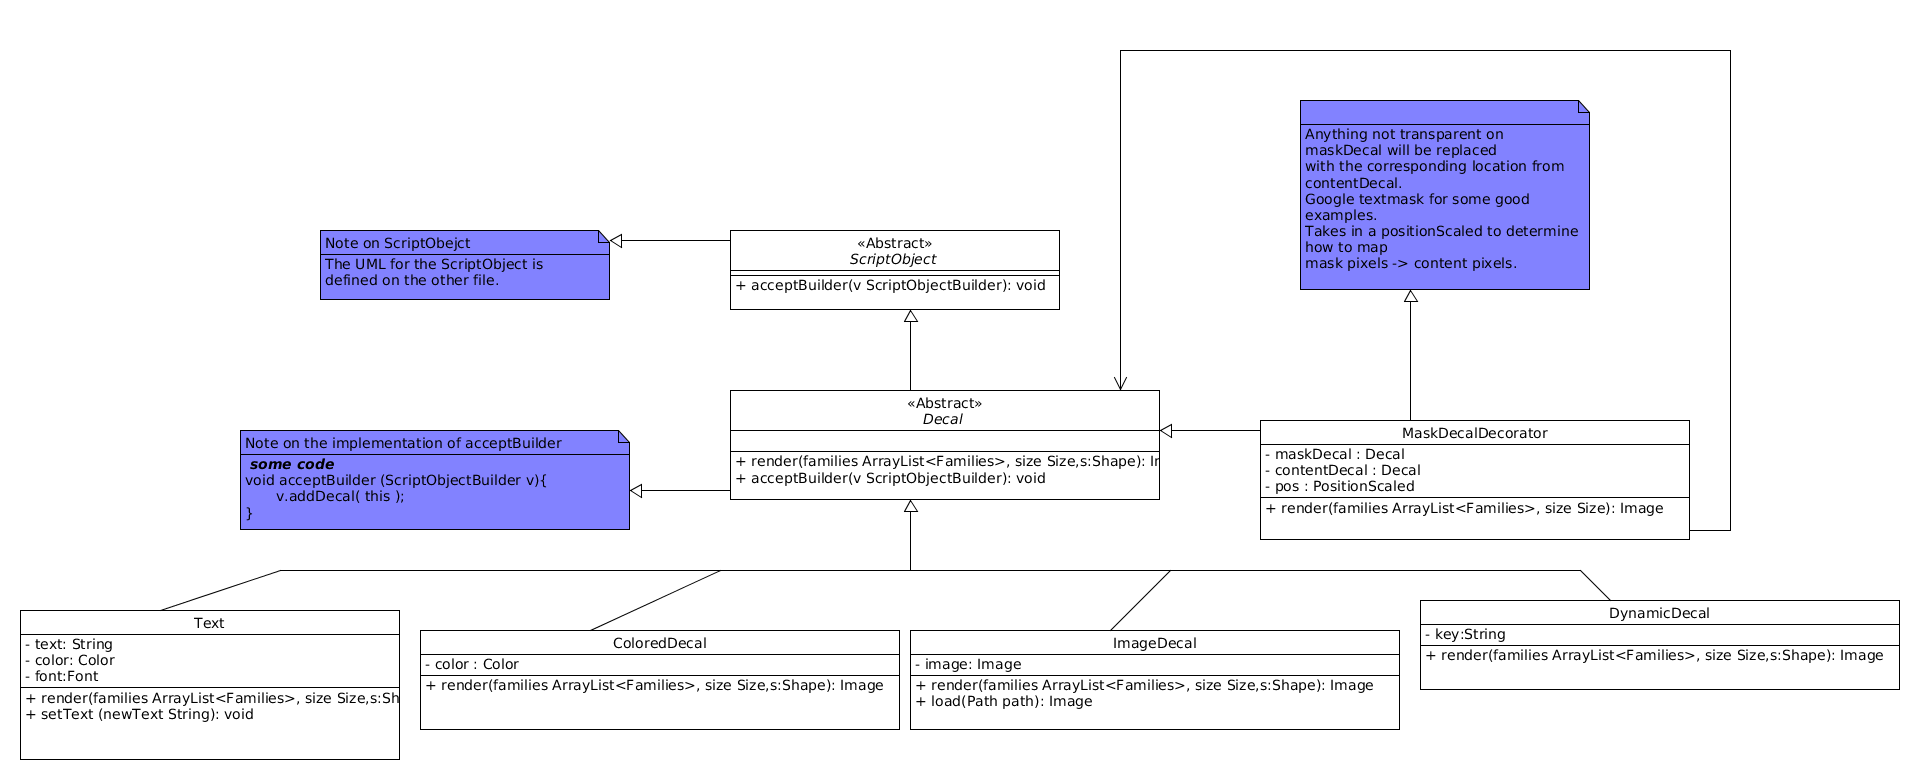 Anything not transparent on
maskDecal will be replaced
with the corresponding location from
contentDecal.
Google textmask for some good
examples.
Takes in a positionScaled to determine
how to map
mask pixels -> content pixels.
Note on ScriptObejct
The UML for the ScriptObject is
defined on the other file.
«Abstract»
ScriptObject
+ acceptBuilder(v ScriptObjectBuilder): void
«Abstract»
Decal
+ render(families ArrayList<Families>, size Size,s:Shape): Ir
+ acceptBuilder(v ScriptObjectBuilder): void
MaskDecalDecorator
- maskDecal : Decal
- contentDecal : Decal
- pos : PositionScaled
+ render(families ArrayList<Families>, size Size): Image
Note on the implementation of acceptBuilder
some code
void acceptBuilder (ScriptObjectBuilder v){
v.addDecal( this );
}
Text
- text: String
- color: Color
- font:Font
+ render(families ArrayList<Families>, size Size,s:Sh
+ setText (newText String): void
ColoredDecal
- color : Color
+ render(families ArrayList<Families>, size Size,s:Shape): Image
ImageDecal
- image: Image
+ render(families ArrayList<Families>, size Size,s:Shape): Image
+ load(Path path): Image
DynamicDecal
- key:String
+ render(families ArrayList<Families>, size Size,s:Shape): Image